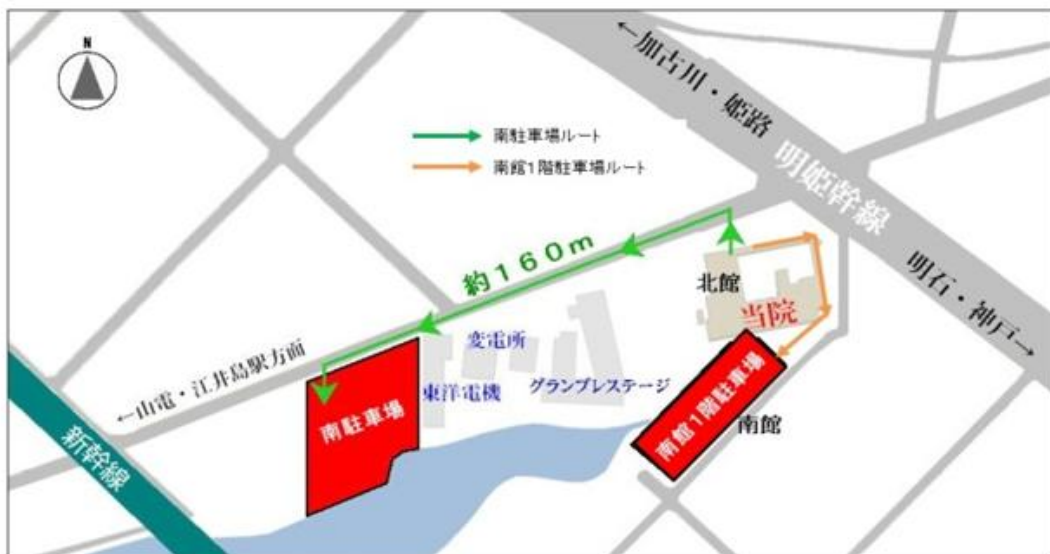 N
←加古川・姫路
明姫幹線
明石・神戸→
南駐車場ルート
南館1階駐車場ルート
約160m
北館
当院
変電所
東洋電機
グランプレステージ
←山電・江井島駅方面
南駐車場
南館1階駐車場
南館
新幹線